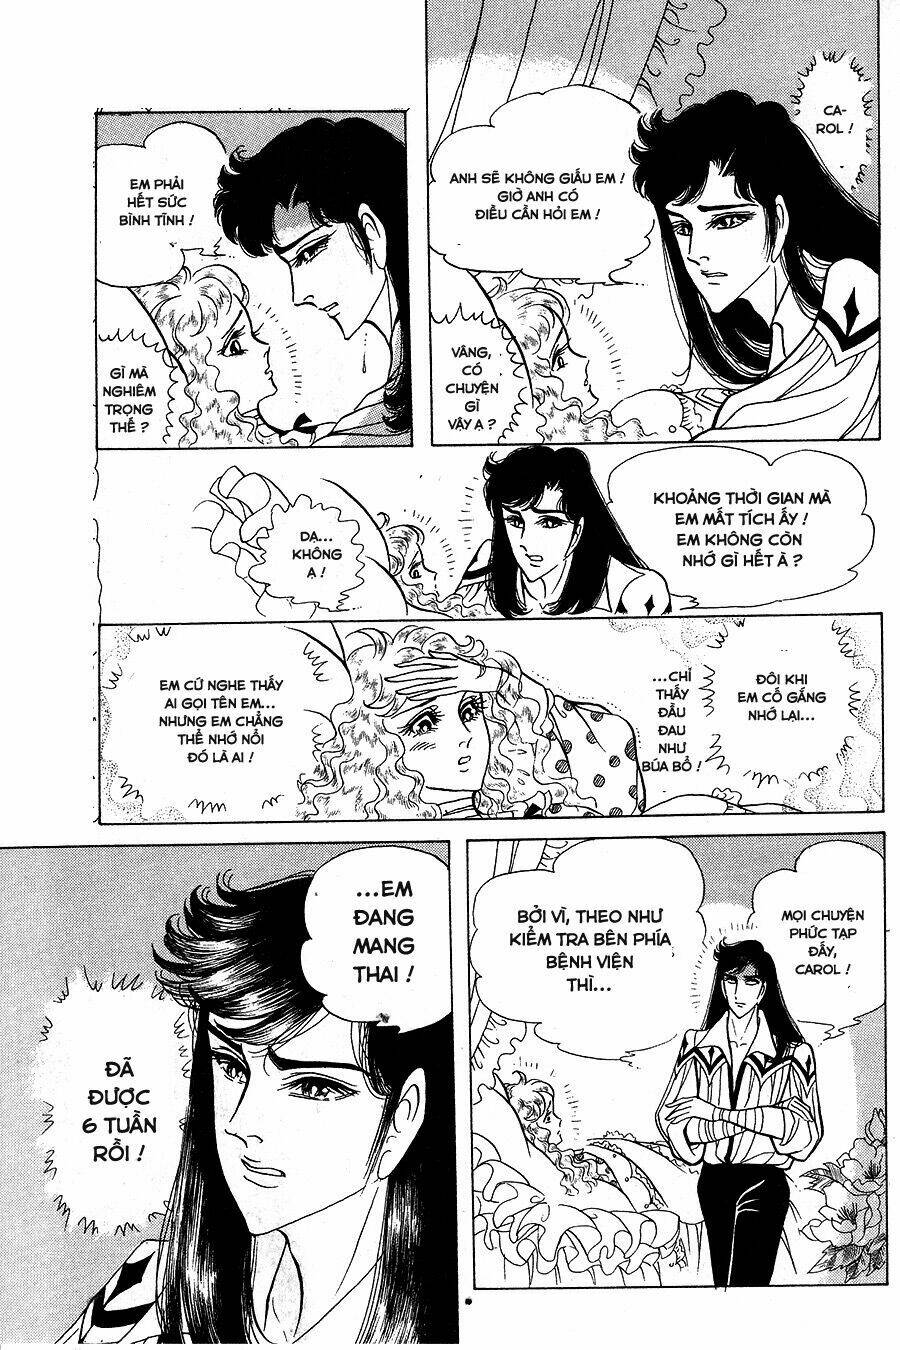 CA-
ROL !
ANH SẼ KHÔNG GIẤU EM !
GIỜ ANH CÓ
ĐIỀU CẦN HỎI EM !
VÂNG,
CÓ
CHUYỆN
GÌ
VẬY Ạ ?
EM PHẢI
HẾT SỨC
BÌNH TĨNH !
GÌ MÀ
NGHIÊM
TRỌNG
THẾ ?
KHOẢNG THỜI GIAN MÀ
EM MẤT TÍCH ẤY !
EM KHÔNG CÒN
NHỚ GÌ HẾT À ?
DẠ...
KHÔNG
Ạ !
ĐÔI KHI
EM CỐ GẮNG
NHỚ LẠI...
...CHỈ
THẤY
ĐẦU
ĐAU
NHƯ
BÚA BỔ !
EM CỨ NGHE THẤY
AI GỌI TÊN EM...
NHƯNG EM CHẲNG
THỂ NHỚ NỔI
ĐÓ LÀ AI !
MỌI CHUYỆN
PHỨC TẠP
ĐẤY,
CAROL !
BỞI VÌ, THEO NHƯ
KIỂM TRA BÊN PHÍA
BỆNH VIỆN
THÌ...
...EM
ĐANG
MANG
THAI !
ĐÃ
ĐƯỢC
6 TUẦN
RỒI !